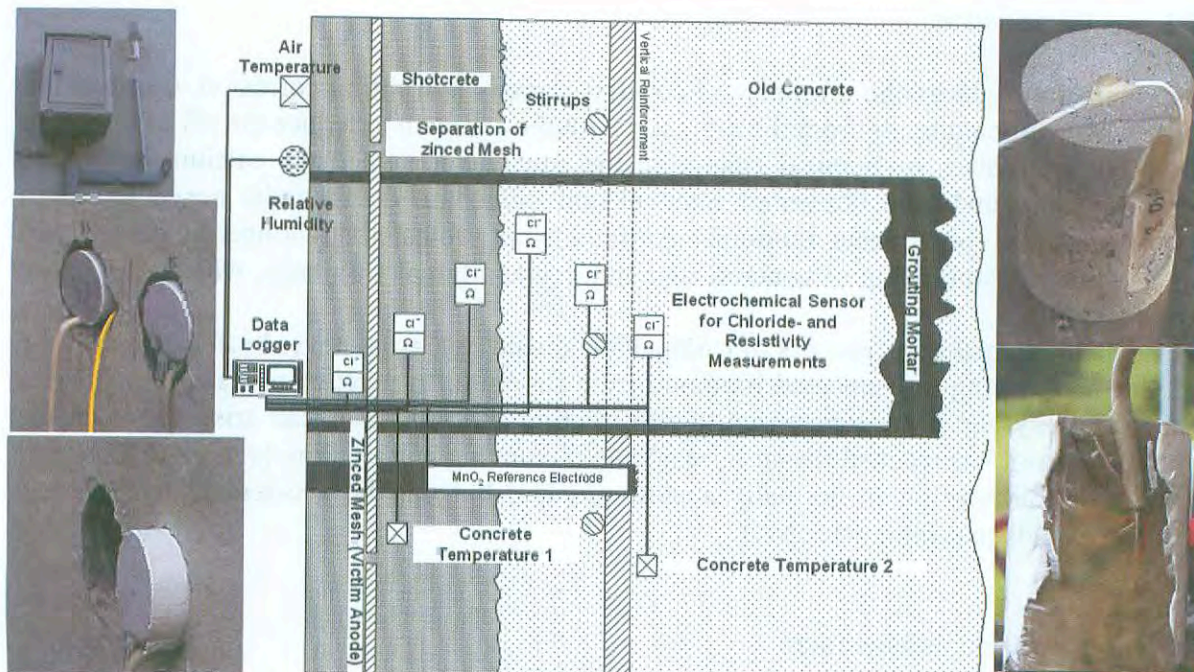 Air
Temperature
Shotcrete
Stirrups
Vertical Reinforcement
Old Concrete
Separation of
zinced Mesh
Relative
Humidity
Cl⁻
Ω
Cl⁻
Ω
Cl⁻
Ω
Electrochemical Sensor
for Chloride- and
Resistivity
Measurements
Grouting Mortar
Data
Logger
Cl⁻
Ω
Cl⁻
Ω
Cl⁻
Ω
Zinced Mesh (Victim Anode)
MnO₂ Reference Electrode
Concrete
Temperature 1
Concrete Temperature 2